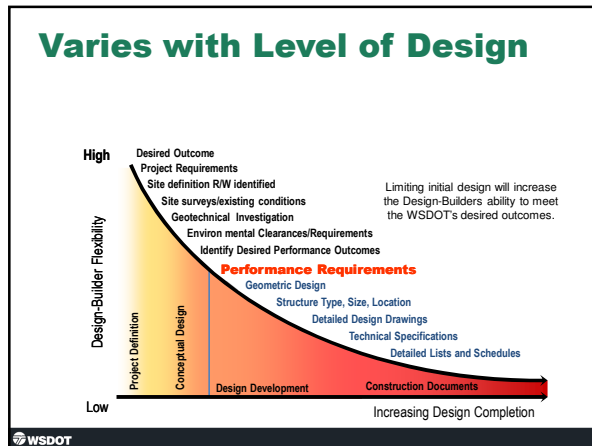 Varies with Level of Design
High
Desired Outcome
Project Requirements
Site definition R/W identified
Site surveys/existing conditions
Geotechnical Investigation
Environ mental Clearances/Requirements
Identify Desired Performance Outcomes
Performance Requirements
Geometric Design
Structure Type, Size, Location
Detailed Design Drawings
Technical Specifications
Detailed Lists and Schedules
Limiting initial design will increase
the Design-Builders ability to meet
the WSDOT's desired outcomes.
Design-Builder Flexibility
Project Definition
Conceptual Design
Design Development
Construction Documents
Low
Increasing Design Completion
WSDOT